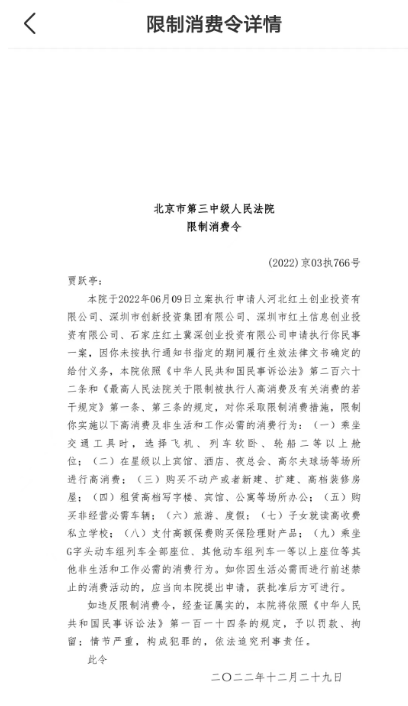 限制消费令详情
北京市第三中级人民法院
限制消费令
(2022)京03执766号
贾跃亭：
本院于2022年06月09日立案执行申请人河北红土创业投资有
限公司、深圳市创新投资集团有限公司、深圳市红土信息创业投
资有限公司、石家庄红土冀深创业投资有限公司申请执行你民事
一案，因你未按执行通知书指定的期间履行生效法律文书确定的
给付义务，本院依照《中华人民共和国民事诉讼法》第二百六十
二条和《最高人民法院关于限制被执行人高消费及有关消费的若
干规定》第一条、第三条的规定，对你采取限制消费措施，限制
你实施以下高消费及非生活和工作必需的消费行为：（一）乘坐
交通工具时，选择飞机、列车软卧、轮船二等以上舱
位；（二）在星级以上宾馆、酒店、夜总会、高尔夫球场等场所
进行高消费；（三）购买不动产或者新建、扩建、高档装修房
屋；（四）租赁高档写字楼、宾馆、公寓等场所办公；（五）购
买非经营必需车辆；（六）旅游、度假；（七）子女就读高收费
私立学校；（八）支付高额保费购买保险理财产品；（九）乘坐
G字头动车组列车全部座位、其他动车组列车一等以上座位等其
他非生活和工作必需的消费行为。如你因生活必需而进行前述禁
止的消费活动的，应当向本院提出申请，获批准后方可进行。
如违反限制消费令，经查证属实的，本院将依照《中华人民
共和国民事诉讼法》第一百一十四条的规定，予以罚款、拘
留；情节严重，构成犯罪的，依法追究刑事责任。
此令
二〇二二年十二月二十九日